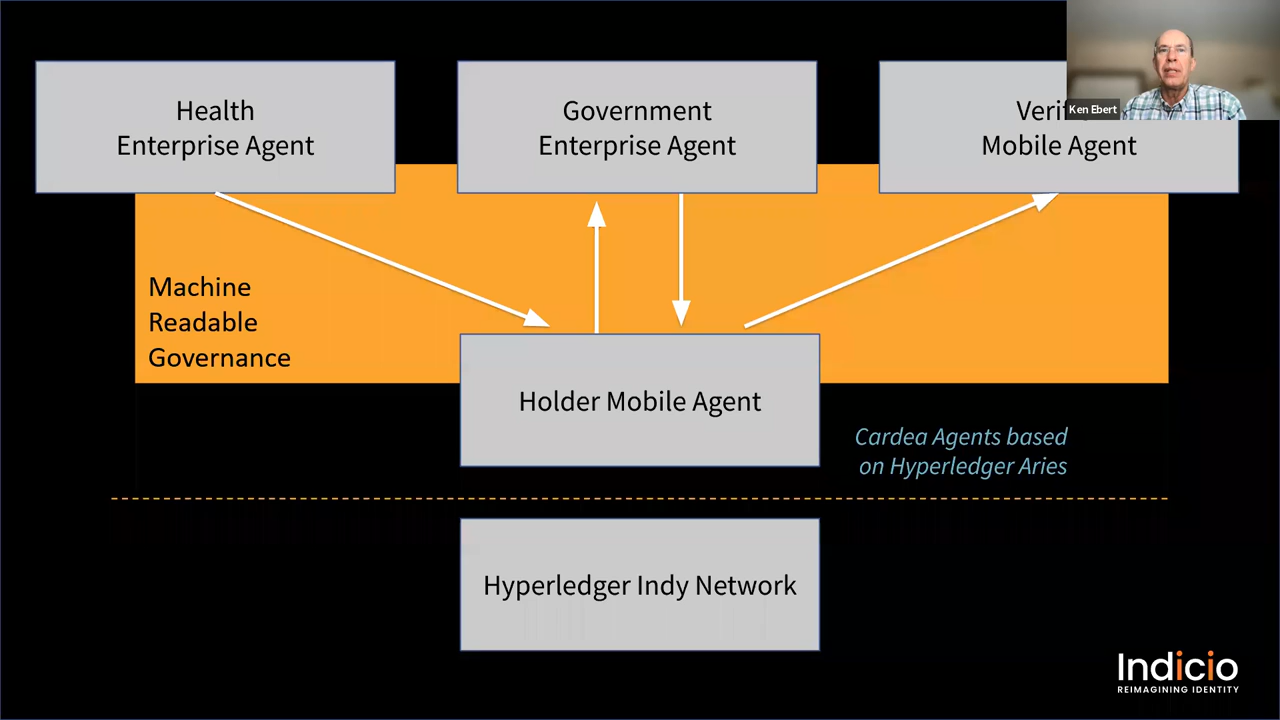 Health
Enterprise Agent
Government
Enterprise Agent
Mobile Agent
Ken Ebert
Machine
Readable
Governance
Holder Mobile Agent
Cardea Agents based
on Hyperledger Aries
Hyperledger Indy Network
Indicio
REIMAGINING IDENTITY